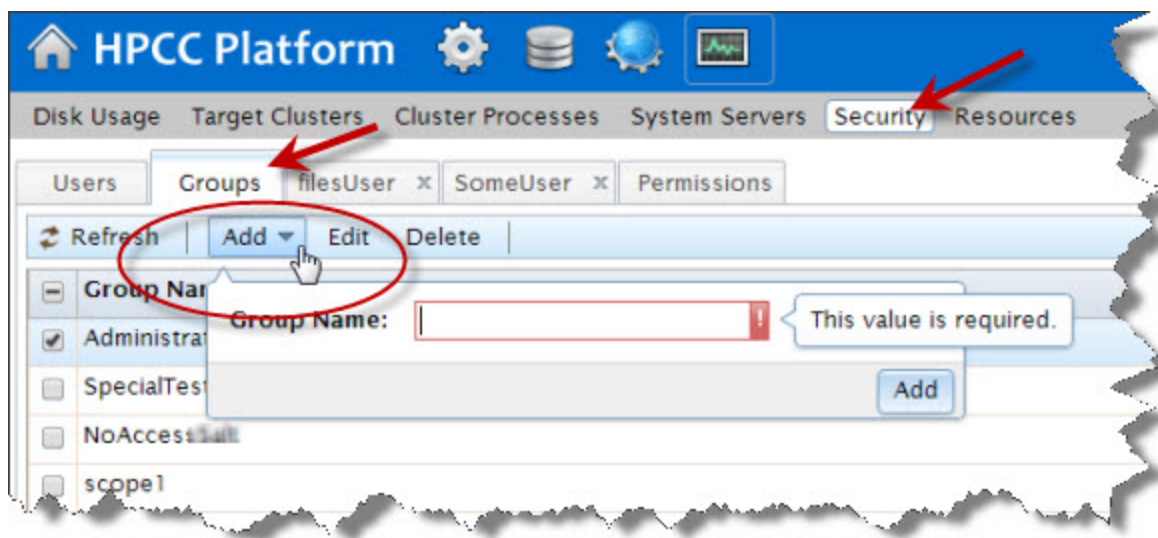 HPCC Platform
Disk Usage Target Clusters Cluster Processes System Servers Security Resources
Users Groups filesUser x SomeUser x Permissions
Refresh Add Edit Delete
Group Nar
Group Name: ! This value is required.
Administrat
SpecialTest Add
NoAccess
scope1